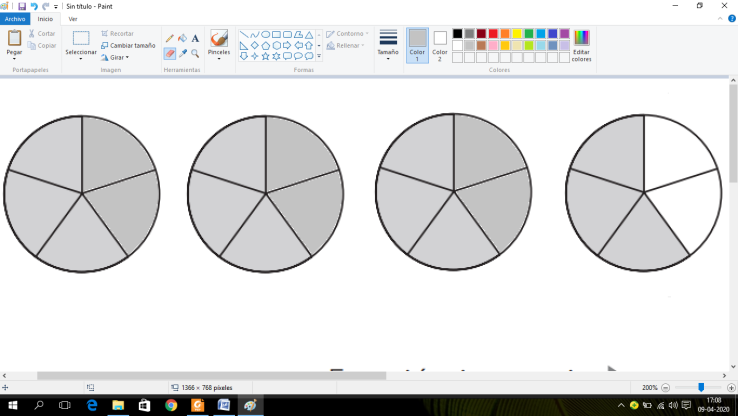 Sin título - Paint
Archivo Inicio Ver
Pegar
Cortar
Copiar
Portapapeles
Seleccionar
Recortar
Cambiar tamaño
Girar
Imagen
A
Herramientas
Pinceles
Contorno
Rellenar
Formas
Tamaño
Color
1
Color
2
Editar
colores
Colores
1366 × 768 píxeles
200%
17:08
09-04-2020